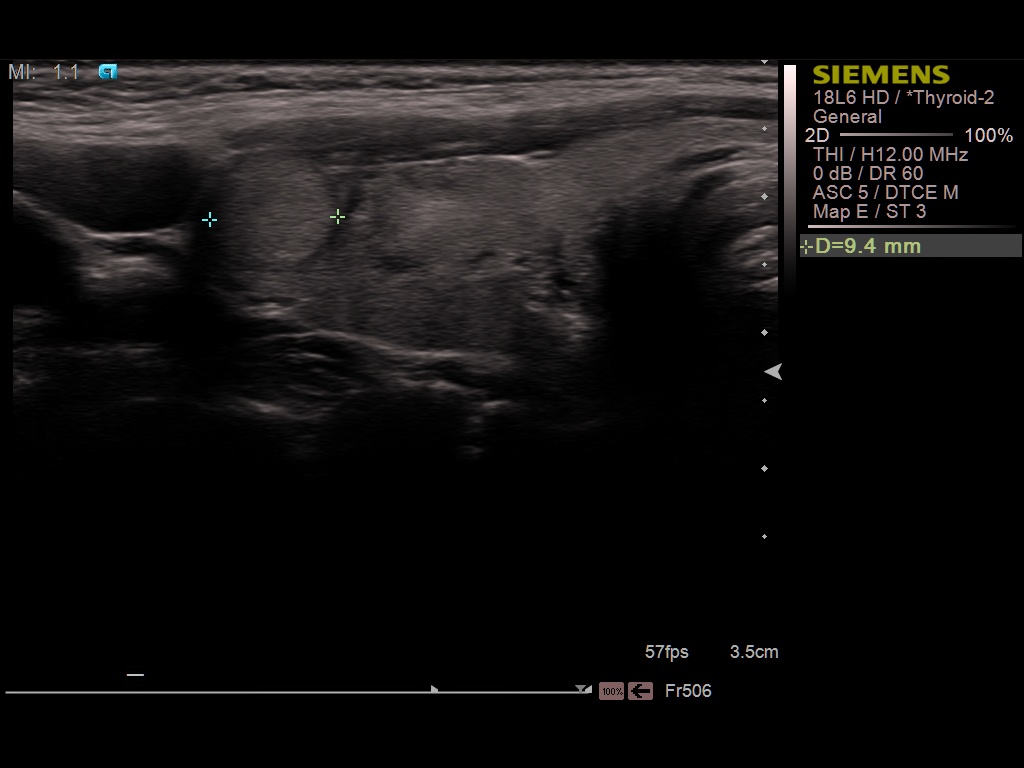 MI: 1.1
SIEMENS
18L6 HD / *Thyroid-2
General
2D 100%
THI / H12.00 MHz
0 dB / DR 60
ASC 5 / DTCE M
Map E / ST 3
D=9.4 mm
57fps 3.5cm
100% Fr506